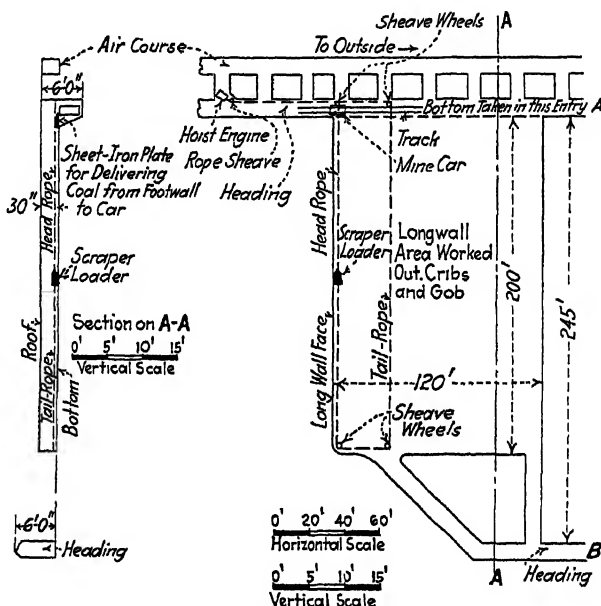 Sheave Wheels
A
Air Course
To Outside
6'0"
Bottom Taken in this Entry A
Hoist Engine
Rope Sheave
Heading
Track
Mine Car
Sheet-Iron Plate
for Delivering
Coal from Footwall
to Car
30"
Head Rope
Scraper
Loader
Section on A-A
0' 5' 10' 15'
Vertical Scale
Roof
Tail-Rope
Bottom
Head Rope
Scraper
Loader
Longwall
Area Worked
Out. Cribs
and Gob
200'
245'
Long Wall Face
Tail-Rope
120'
Sheave
Wheels
6'0"
Heading
0' 20' 40' 60'
Horizontal Scale
0' 5' 10' 15'
Vertical Scale
B
Heading
A